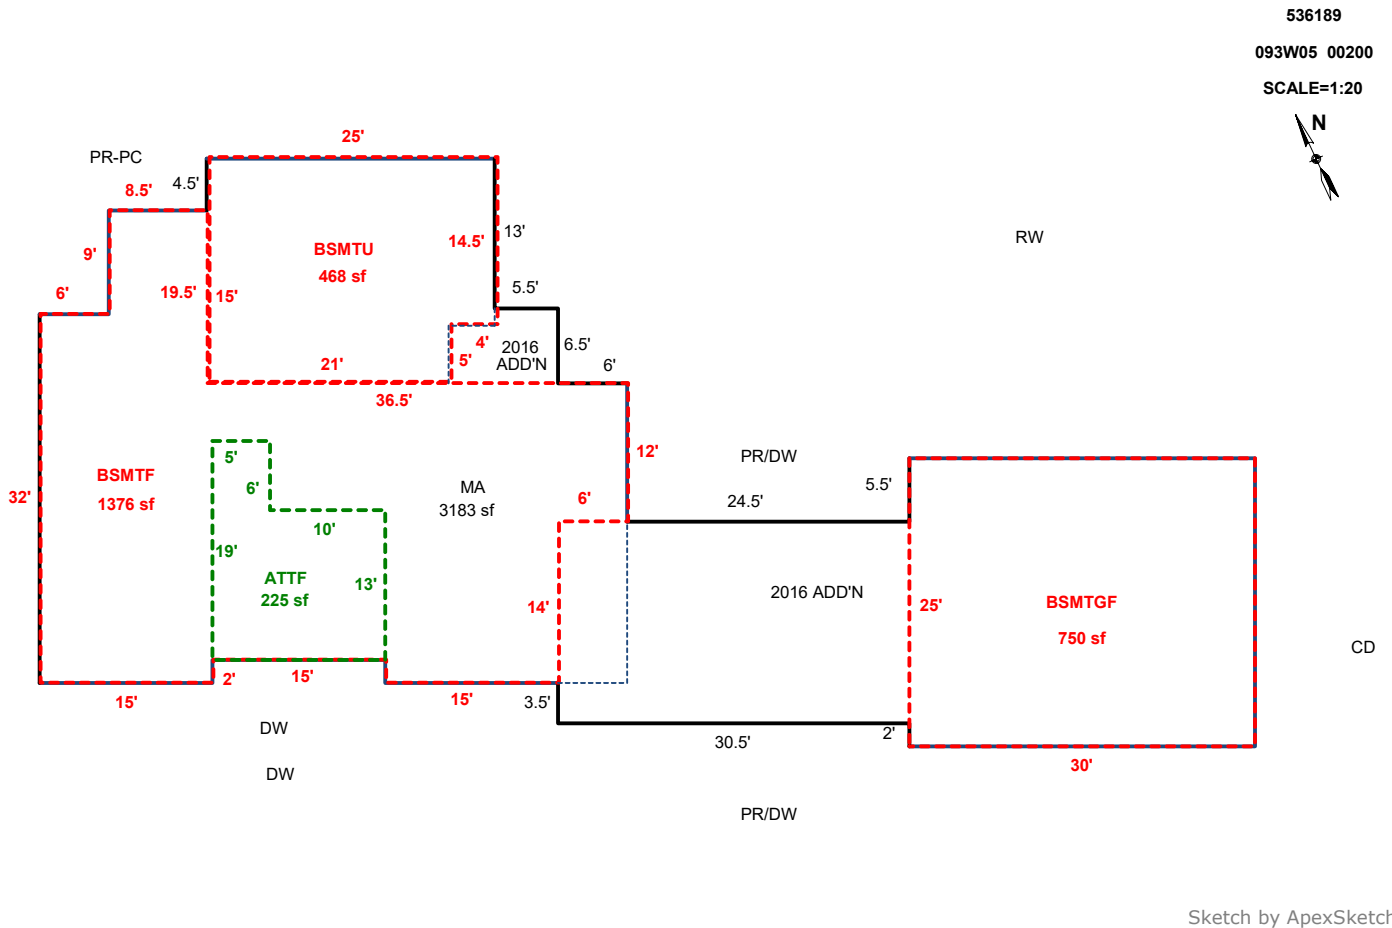 536189
093W05 00200
SCALE=1:20
N
25'
PR-PC
4.5'
8.5'
RW
13'
BSMTU
468 sf
14.5'
9'
6'
19.5'
15'
5.5'
4'
2016
ADD'N
6.5'
21'
5'
6'
36.5'
12'
PR/DW
5'
BSMTF
1376 sf
6'
MA
3183 sf
5.5'
24.5'
32'
6'
10'
19'
ATTF
225 sf
13'
14'
2016 ADD'N
25'
BSMTGF
750 sf
CD
2'
15'
15'
15'
3.5'
DW
30.5'
2'
30'
DW
PR/DW
Sketch by ApexSketch